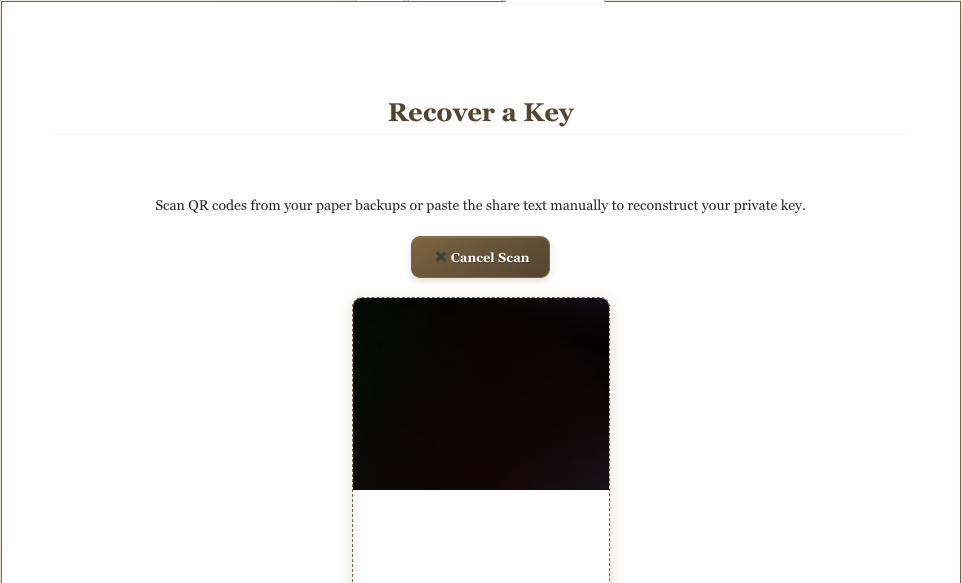 Recover a Key
Scan QR codes from your paper backups or paste the share text manually to reconstruct your private key.
✖ Cancel Scan